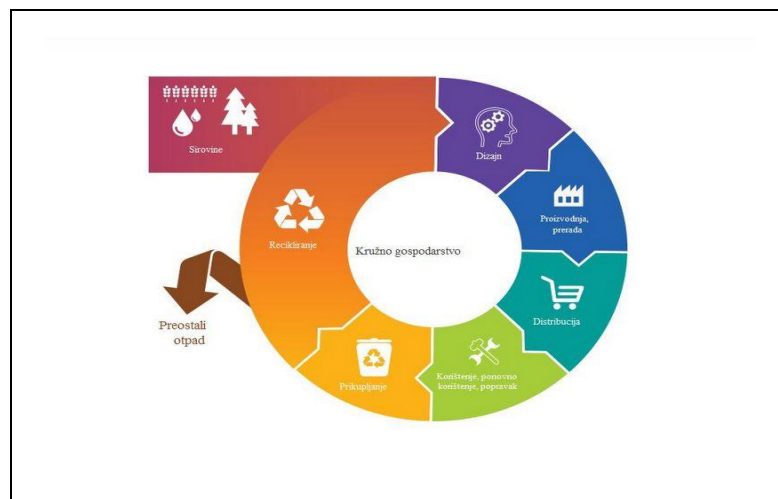 Sirovine
Dizajn
Proizvodnja,
prerada
Distribucija
Korištenje, ponovno
korištenje, popravak
Prikupljanje
Recikliranje
Preostali
otpad
Kružno gospodarstvo